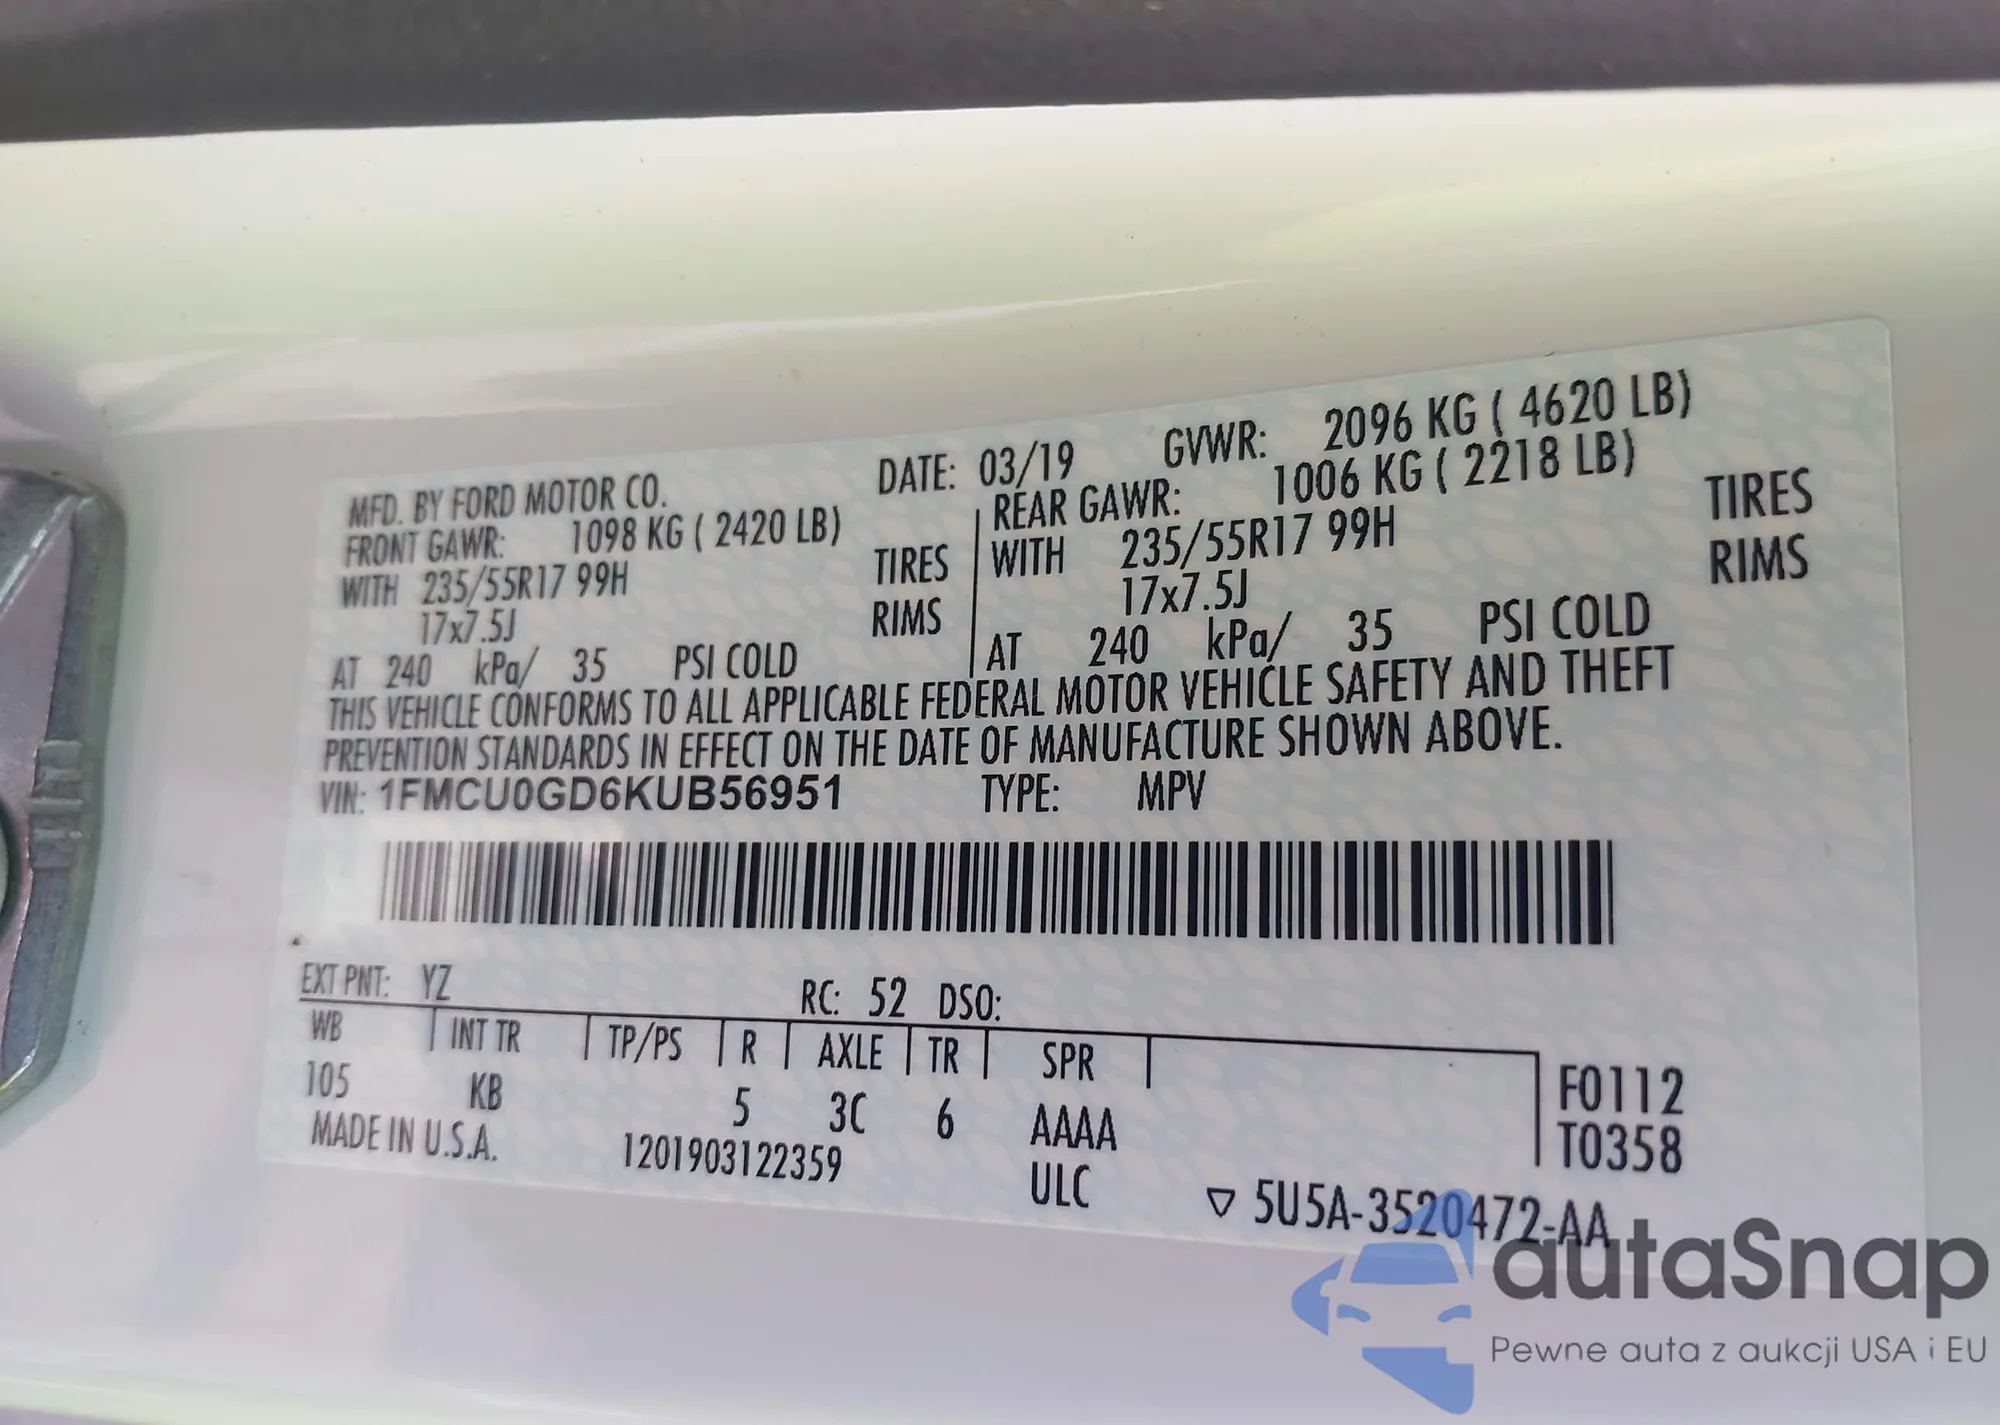 MFD. BY FORD MOTOR CO. DATE: 03/19 GVWR: 2096 KG ( 4620 LB)
FRONT GAWR: 1098 KG ( 2420 LB) REAR GAWR: 1006 KG ( 2218 LB)
WITH 235/55R17 99H TIRES WITH 235/55R17 99H TIRES
17x7.5J RIMS 17x7.5J RIMS
AT 240 kPa/ 35 PSI COLD AT 240 kPa/ 35 PSI COLD
THIS VEHICLE CONFORMS TO ALL APPLICABLE FEDERAL MOTOR VEHICLE SAFETY AND THEFT
PREVENTION STANDARDS IN EFFECT ON THE DATE OF MANUFACTURE SHOWN ABOVE.
VIN: 1FMCU0GD6KUB56951 TYPE: MPV
EXT PNT: YZ RC: 52 DSO:
WB INT TR TP/PS R AXLE TR SPR
105 KB 5 3C 6 AAAA F0112
T0358
MADE IN U.S.A. 1201903122359 ULC ▽ 5U5A-3520472-AA
autaSnap
Pewne auta z aukcji USA i EU